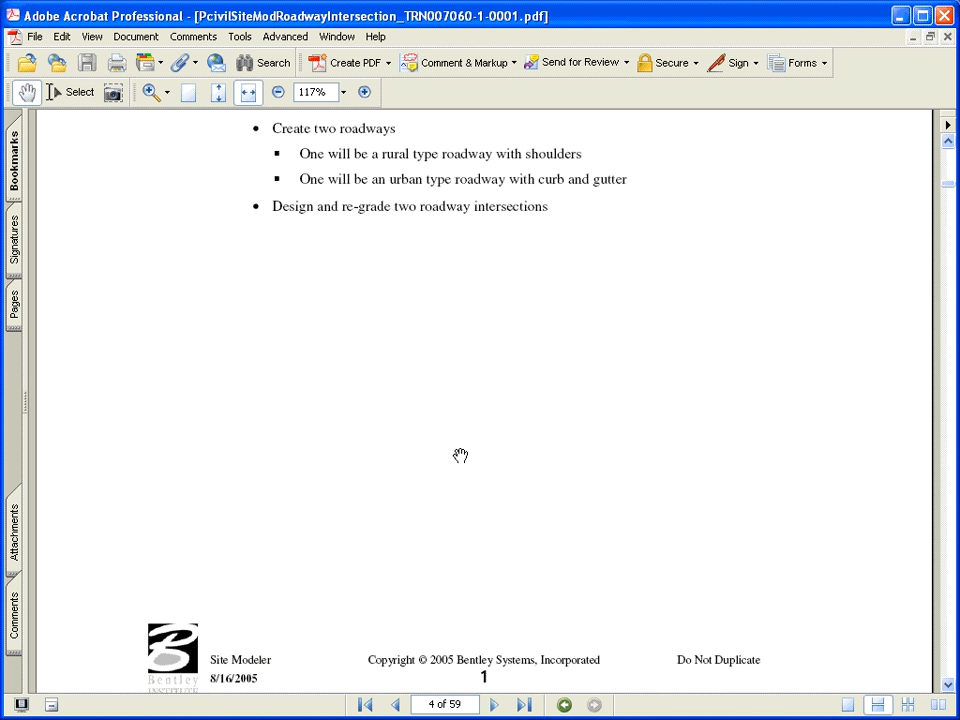 Adobe Acrobat Professional - [PcivilSiteModRoadwayIntersection_TRN007060-1-0001.pdf]
File Edit View Document Comments Tools Advanced Window Help
Search Create PDF Comment & Markup Send for Review Secure Sign Forms
Select 117%
Bookmarks
Signatures
Pages
Attachments
Comments
• Create two roadways
▪ One will be a rural type roadway with shoulders
▪ One will be an urban type roadway with curb and gutter
• Design and re-grade two roadway intersections
Site Modeler Copyright © 2005 Bentley Systems, Incorporated Do Not Duplicate
8/16/2005 1
Bentley
INSTITUTE
4 of 59